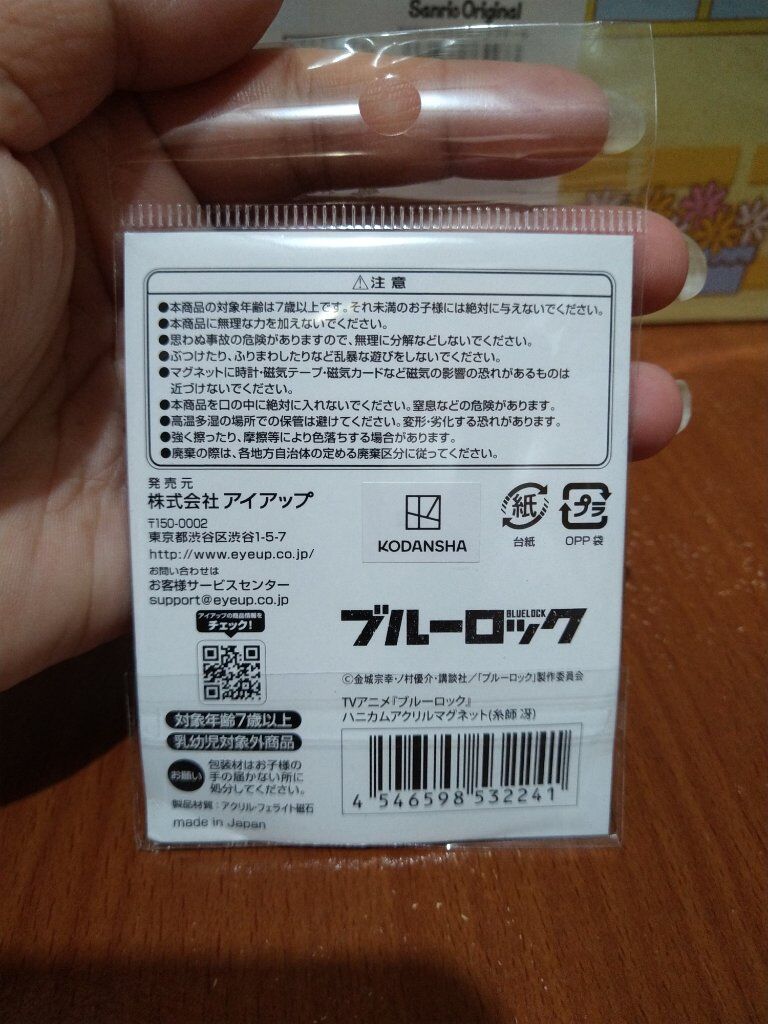 Sanrio Original
⚠注意
●本商品の対象年齢は7歳以上です。それ未満のお子様には絶対に与えないでください。
●本商品に無理な力を加えないでください。
●思わぬ事故の危険がありますので、無理に分解などしないでください。
●ぶつけたり、ふりまわしたりなど乱暴な遊びをしないでください。
●マグネットに時計・磁気テープ・磁気カードなど磁気の影響の恐れがあるものは
近づけないでください。
●本商品を口の中に絶対に入れないでください。窒息などの危険があります。
●高温多湿の場所での保管は避けてください。変形・劣化する恐れがあります。
●強く擦ったり、摩擦等により色落ちする場合があります。
●廃棄の際は、各地方自治体の定める廃棄区分に従ってください。
発売元
株式会社 アイアップ
〒150-0002
東京都渋谷区渋谷1-5-7
http://www.eyeup.co.jp/
お問い合わせは
お客様サービスセンター
support@eyeup.co.jp
アイアップの商品情報を
チェック!
対象年齢7歳以上
乳幼児対象外商品
お願い
包装材はお子様の
手の届かない所に
処分してください。
製品材質:アクリル・フェライト磁石
made in Japan
KODANSHA
紙
台紙
プラ
OPP袋
BLUELOCK
ブルーロック
©金城宗幸・ノ村優介・講談社/「ブルーロック」製作委員会
TVアニメ『ブルーロック』
ハニカムアクリルマグネット(糸師 冴)
4 546598 532241